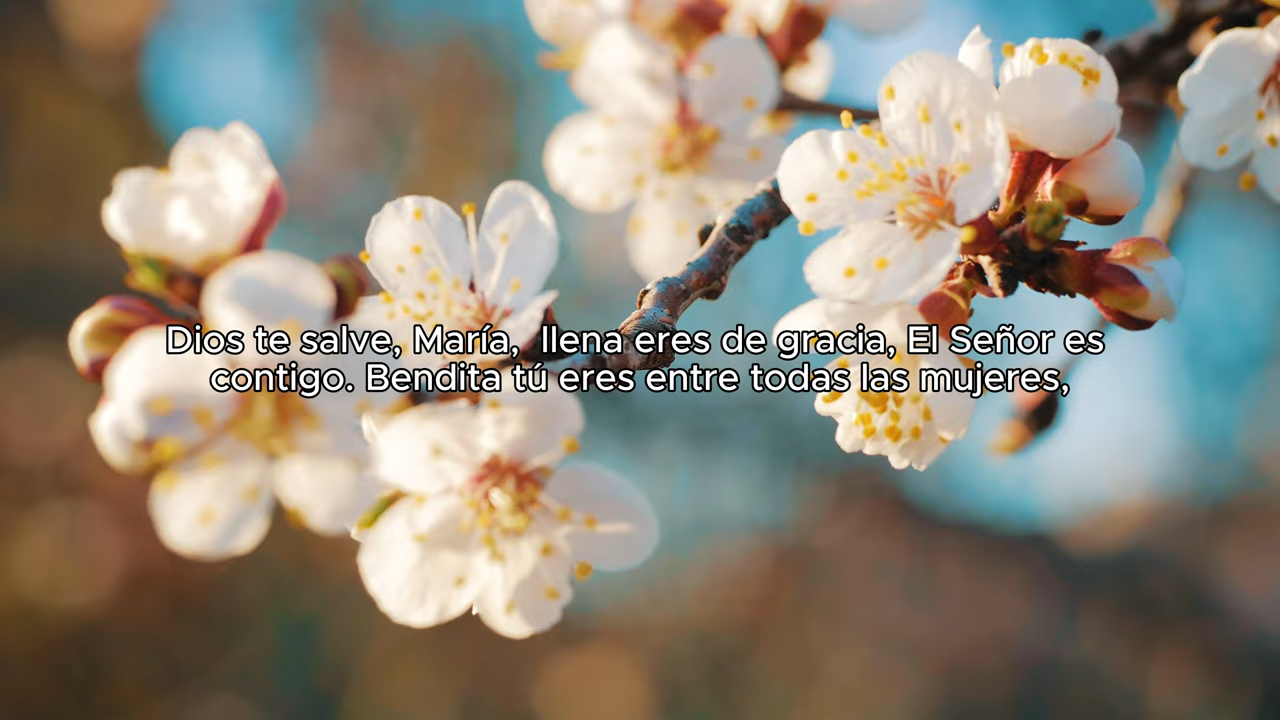 Dios te salve, María,  llena eres de gracia, El Señor es
contigo. Bendita tú eres entre todas las mujeres,